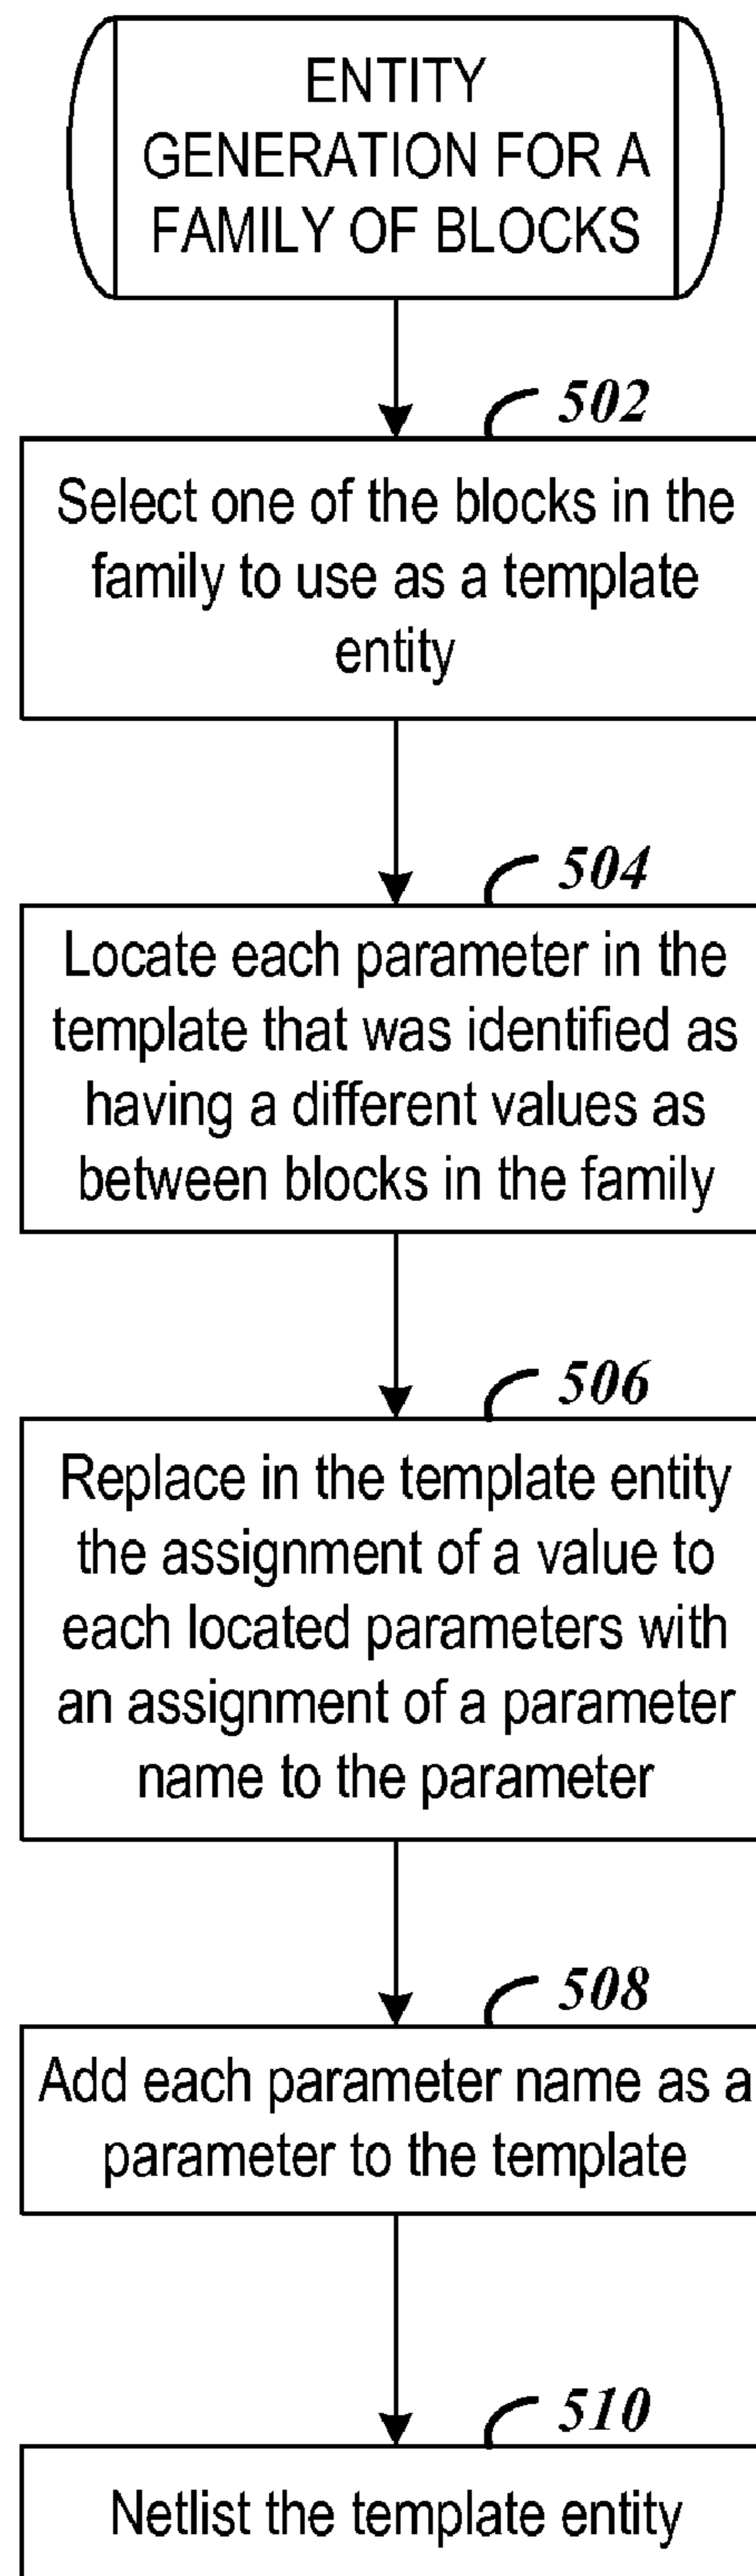 ENTITY
GENERATION FOR A
FAMILY OF BLOCKS
502
Select one of the blocks in the
family to use as a template
entity
504
Locate each parameter in the
template that was identified as
having a different values as
between blocks in the family
506
Replace in the template entity
the assignment of a value to
each located parameters with
an assignment of a parameter
name to the parameter
508
Add each parameter name as a
parameter to the template
510
Netlist the template entity